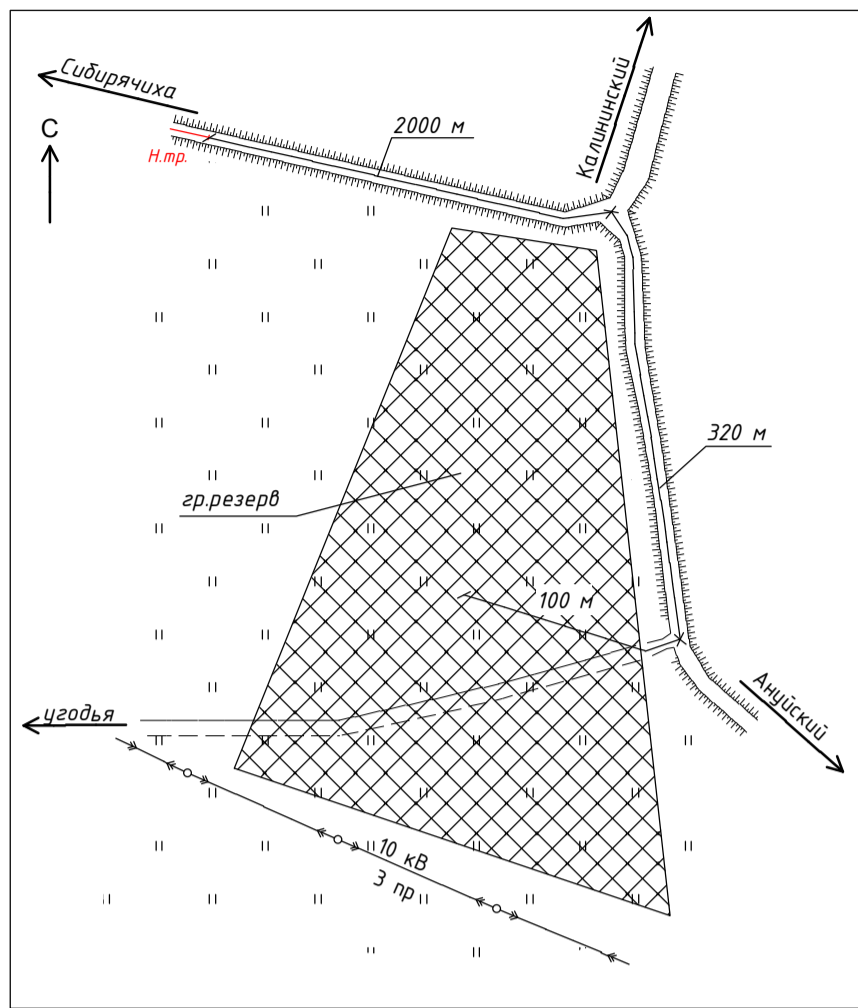 Сибирячиха
Калининский
С
2000 м
Н.тр.
320 м
гр.резерв
100 м
угодья
Ануйский
10 кВ
3 пр